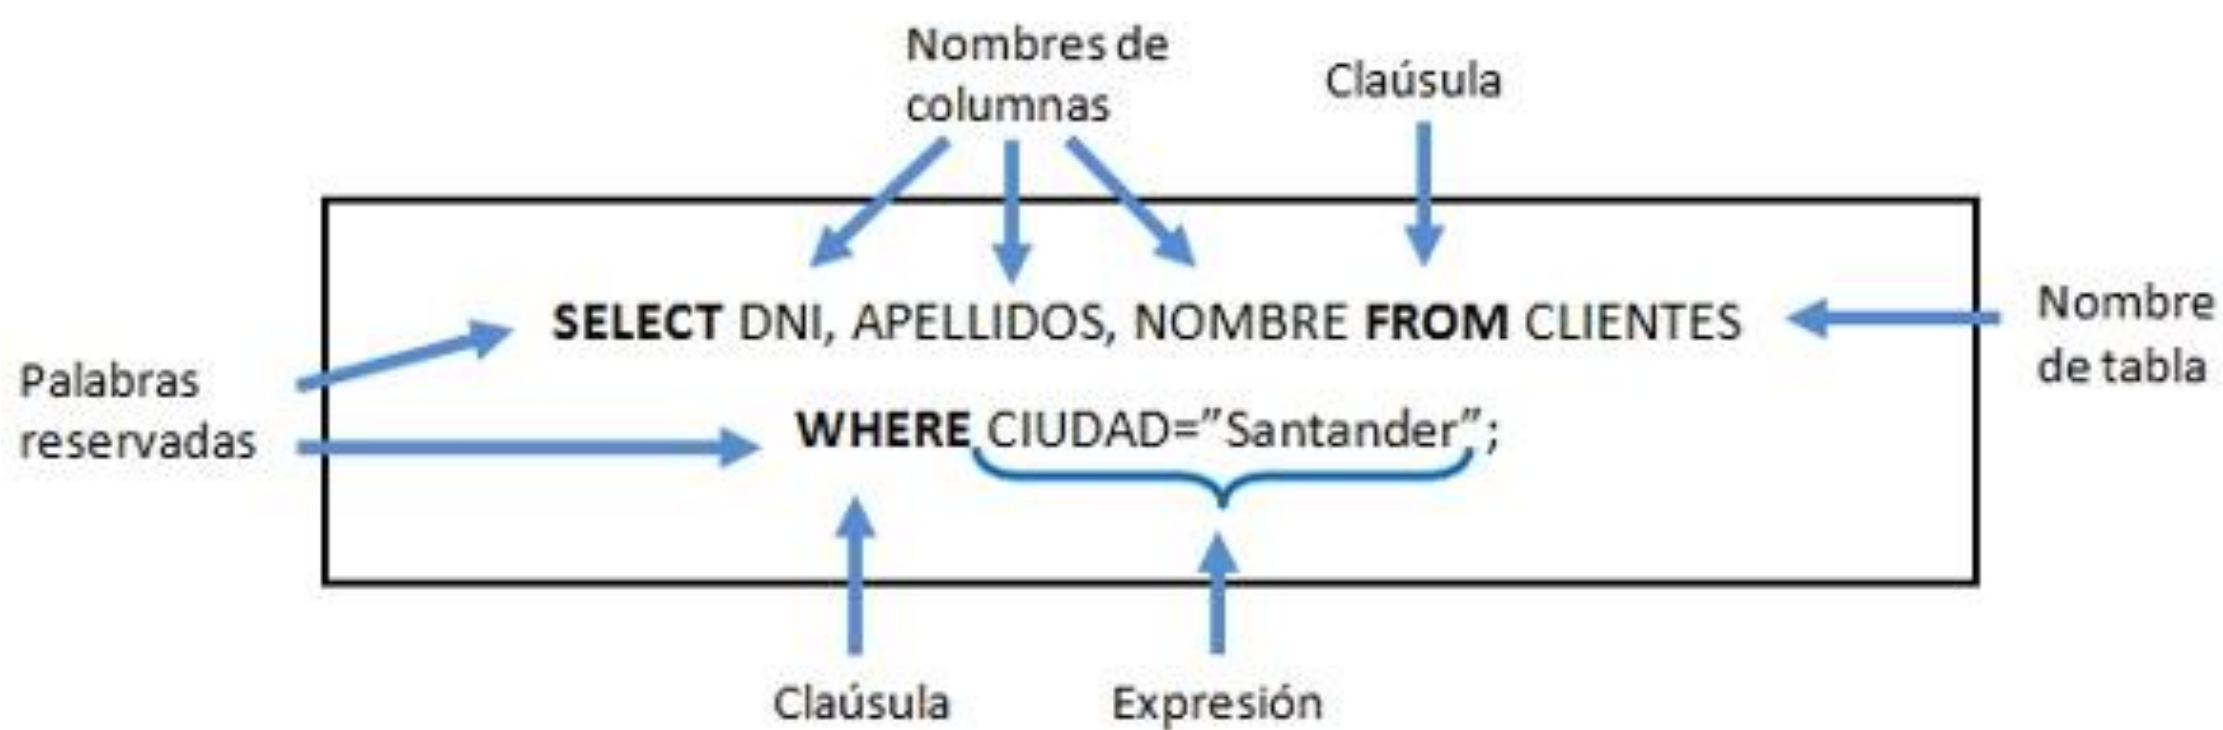 Nombres de
columnas
Claúsula
SELECT DNI, APELLIDOS, NOMBRE FROM CLIENTES
Nombre
de tabla
Palabras
reservadas
WHERE CIUDAD=”Santander”;
Claúsula
Expresión